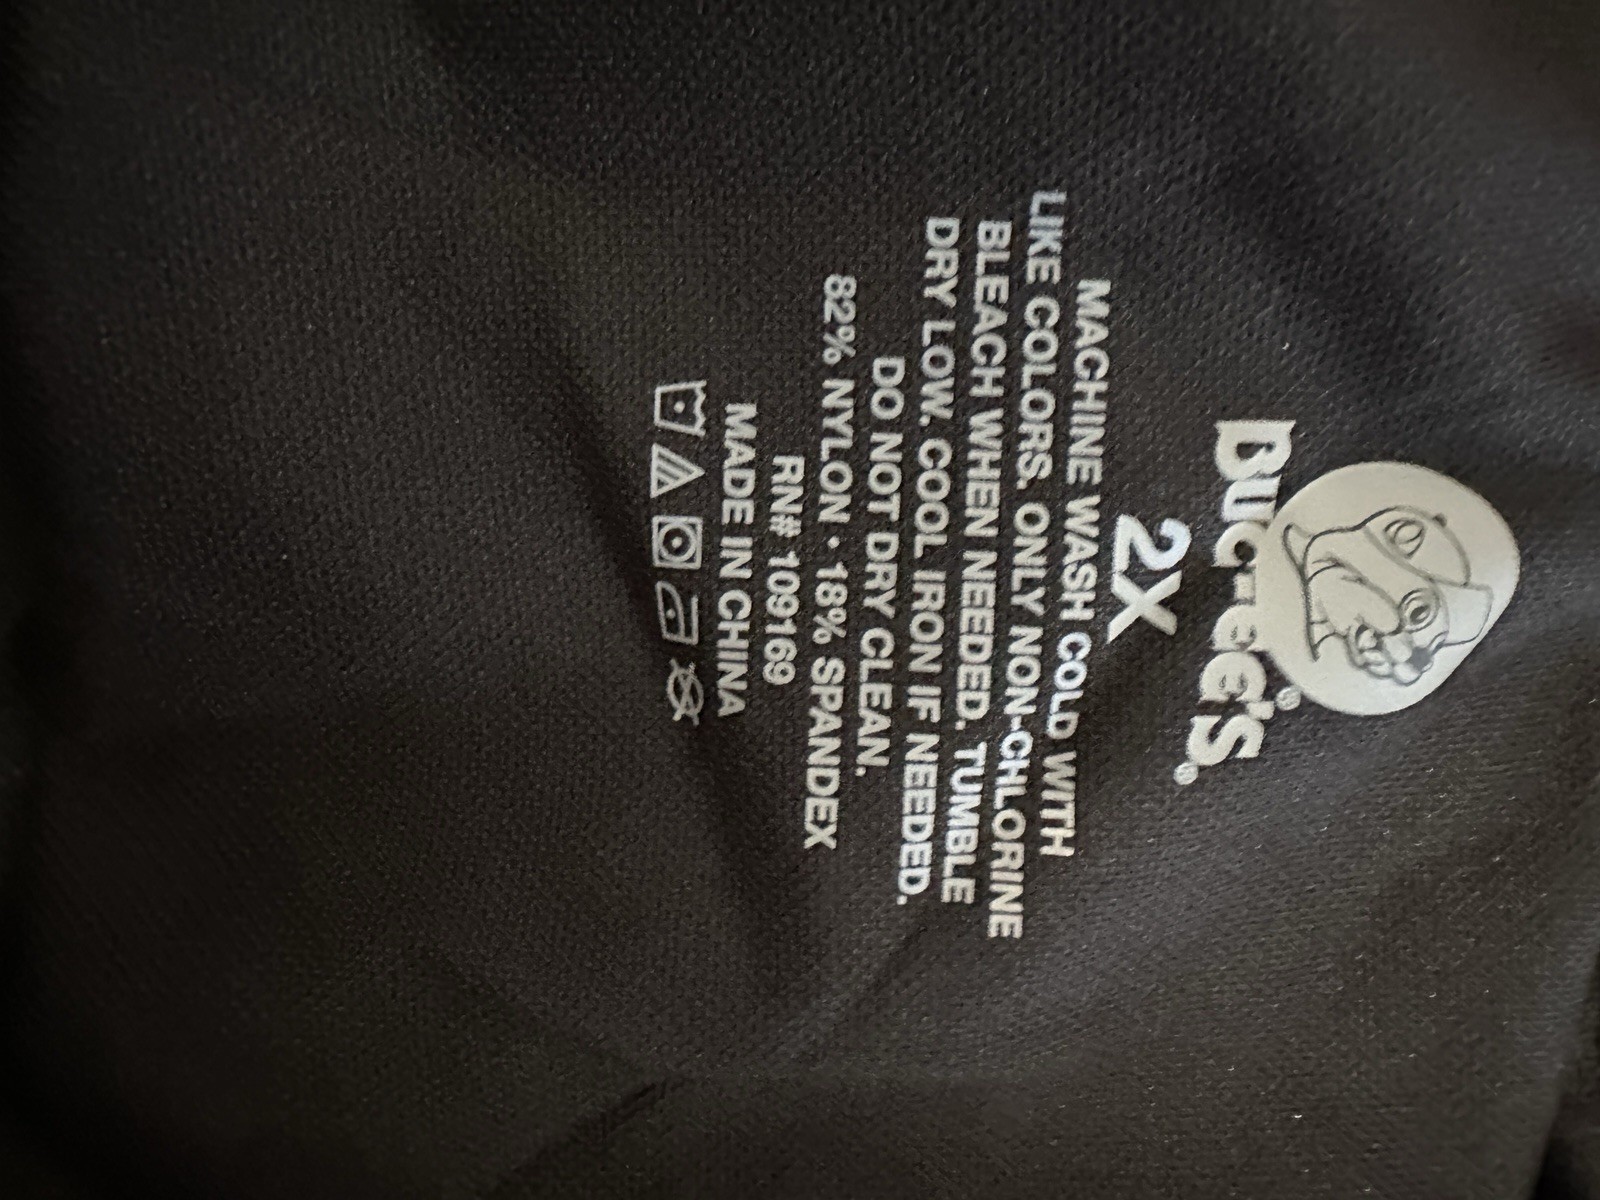 BUC-ee's®
2X
MACHINE WASH COLD WITH
LIKE COLORS. ONLY NON-CHLORINE
BLEACH WHEN NEEDED. TUMBLE
DRY LOW. COOL IRON IF NEEDED.
DO NOT DRY CLEAN.
82% NYLON • 18% SPANDEX
RN# 109169
MADE IN CHINA